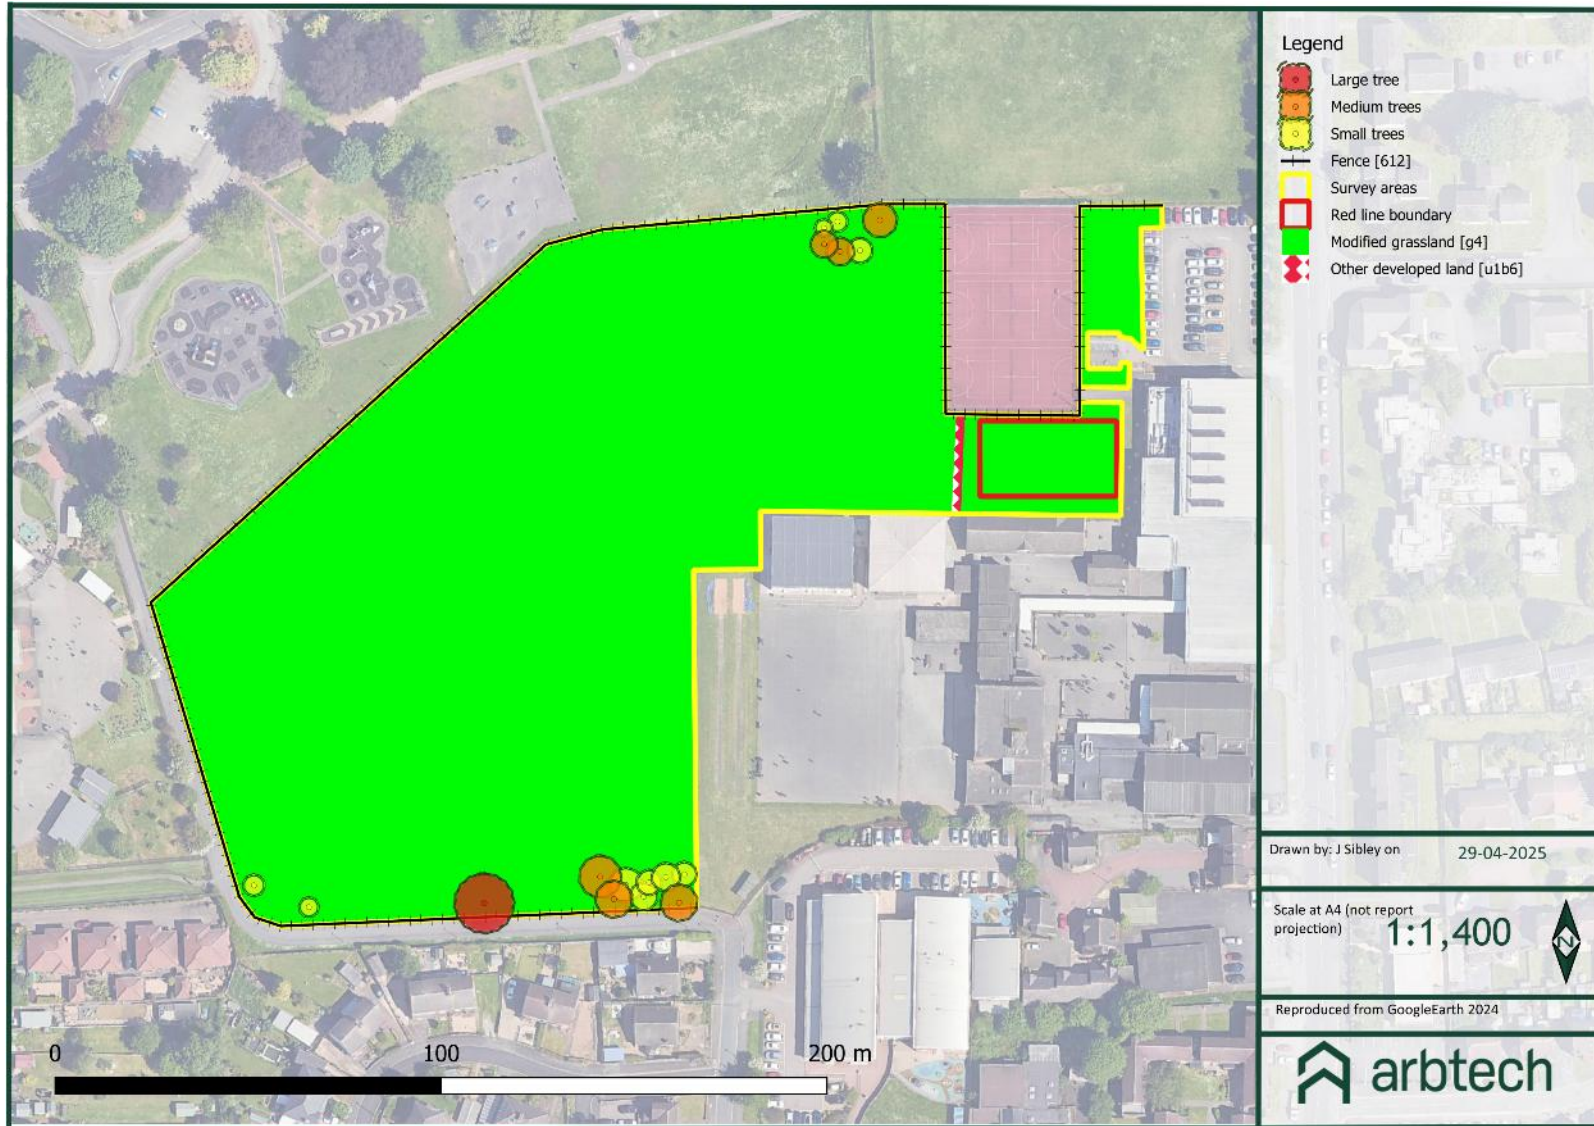 Legend
Large tree
Medium trees
Small trees
Fence [612]
Survey areas
Red line boundary
Modified grassland [g4]
Other developed land [u1b6]
Drawn by: J Sibley on 29-04-2025
Scale at A4 (not report
projection) 1:1,400
N
Reproduced from GoogleEarth 2024
arbtech
0 100 200 m